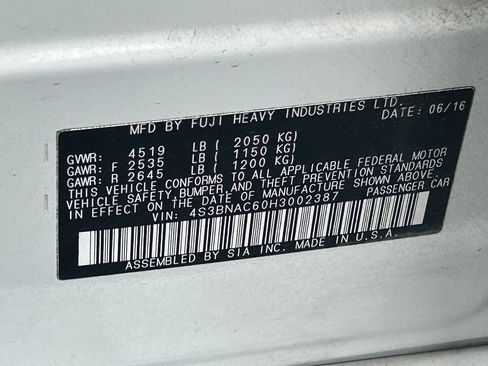 MFD BY FUJI HEAVY INDUSTRIES LTD.
DATE: 06/16
GVWR: 4519 LB ( 2050 KG)
GAWR: F 2535 LB ( 1150 KG)
GAWR: R 2645 LB ( 1200 KG)
THIS VEHICLE CONFORMS TO ALL APPLICABLE FEDERAL MOTOR
VEHICLE SAFETY, BUMPER, AND THEFT PREVENTION STANDARDS
IN EFFECT ON THE DATE OF MANUFACTURE SHOWN ABOVE.
VIN: 4S3BNAC60H3002387 PASSENGER CAR
ASSEMBLED BY SIA INC. MADE IN U.S.A.